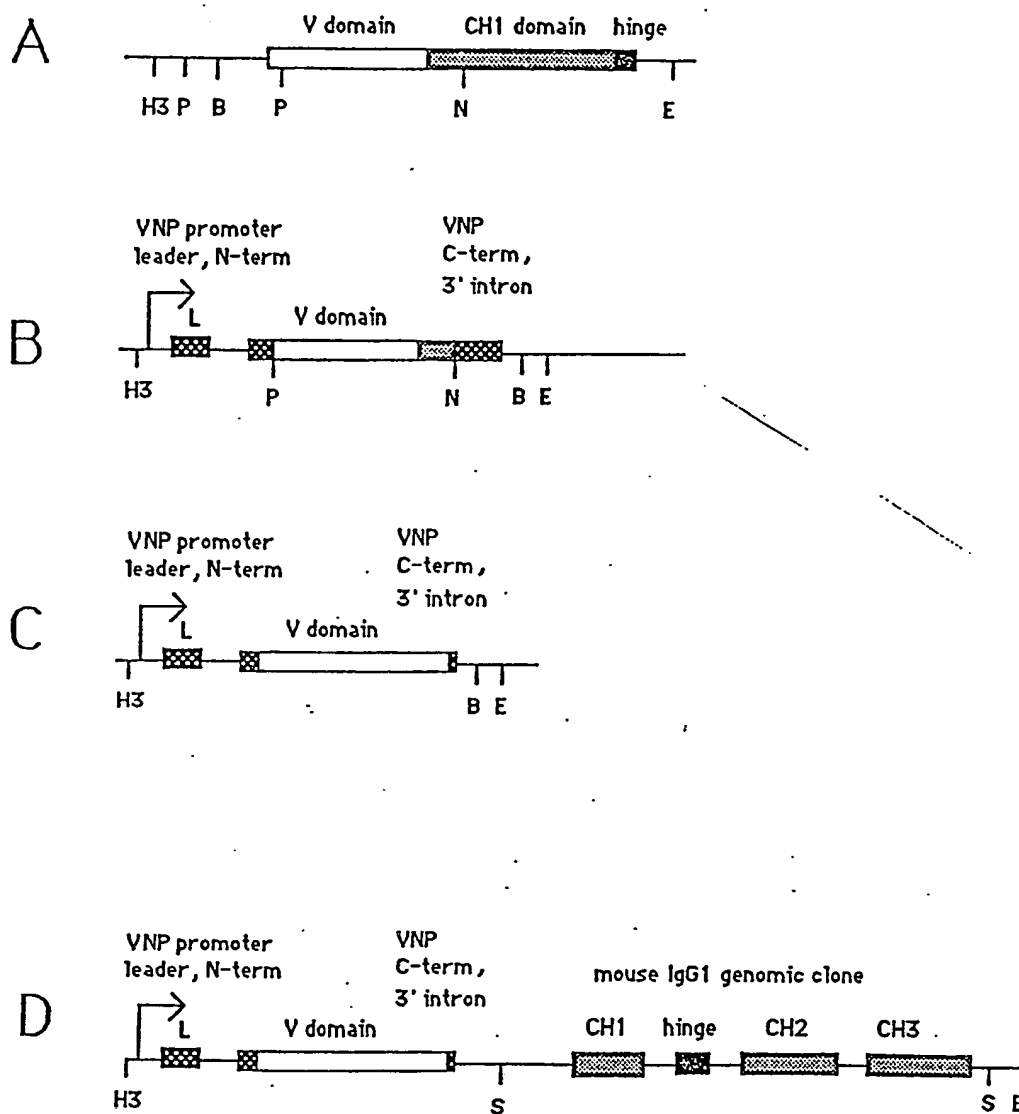 A
V domain CH1 domain hinge
H3 P B P N E
B
VNP promoter VNP
leader, N-term C-term,
3' intron
L V domain
H3 P N B E
C
VNP promoter VNP
leader, N-term C-term,
3' intron
L V domain
H3 B E
D
VNP promoter VNP
leader, N-term C-term, mouse IgG1 genomic clone
3' intron
L V domain CH1 hinge CH2 CH3
H3 S S